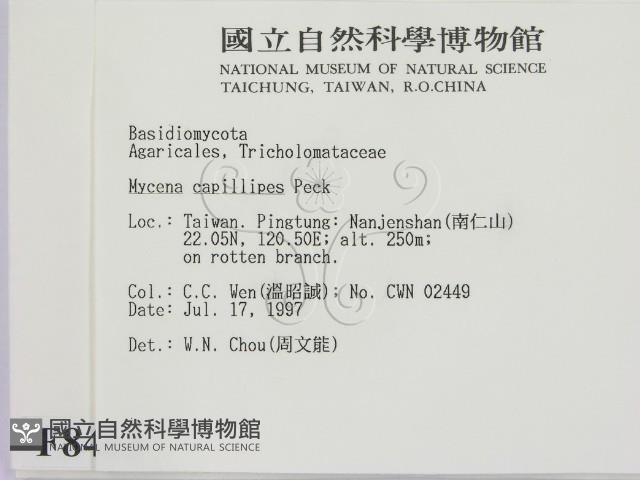 國立自然科學博物館
NATIONAL MUSEUM OF NATURAL SCIENCE
TAICHUNG, TAIWAN, R.O.CHINA
Basidiomycota
Agaricales, Tricholomataceae
Mycena capillipes Peck
Loc.: Taiwan. Pingtung: Nanjenshan(南仁山)
22.05N, 120.50E; alt. 250m;
on rotten branch.
Col.: C.C. Wen(溫昭誠); No. CWN 02449
Date: Jul. 17, 1997
Det.: W.N. Chou(周文能)
國立自然科學博物館
NATIONAL MUSEUM OF NATURAL SCIENCE